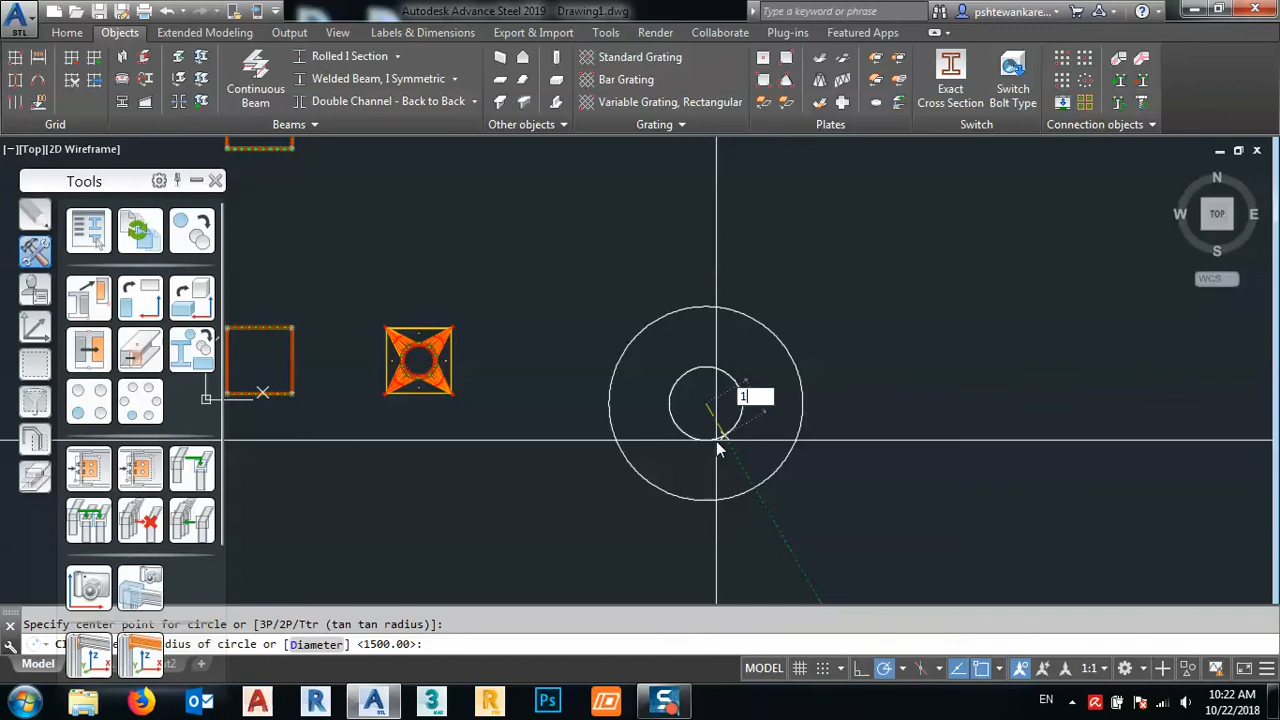 Autodesk Advance Steel 2019    Drawing1.dwg
Type a keyword or phrase
pshtewankare...
STL
Home
Objects
Extended Modeling
Output
View
Labels & Dimensions
Export & Import
Tools
Render
Collaborate
Plug-ins
Featured Apps
Rolled I Section
Welded Beam, I Symmetric
Double Channel - Back to Back
Continuous
Beam
Standard Grating
Bar Grating
Variable Grating, Rectangular
Exact
Cross Section
Switch
Bolt Type
Grid
Beams
Other objects
Grating
Plates
Switch
Connection objects
[−][Top][2D Wireframe]
Tools
N
W
TOP
E
S
WCS
1
Specify center point for circle or [3P/2P/Ttr (tan tan radius)]:
adius of circle or [Diameter] <1500.00>:
Model
MODEL
1:1
EN
10:22 AM
10/22/2018